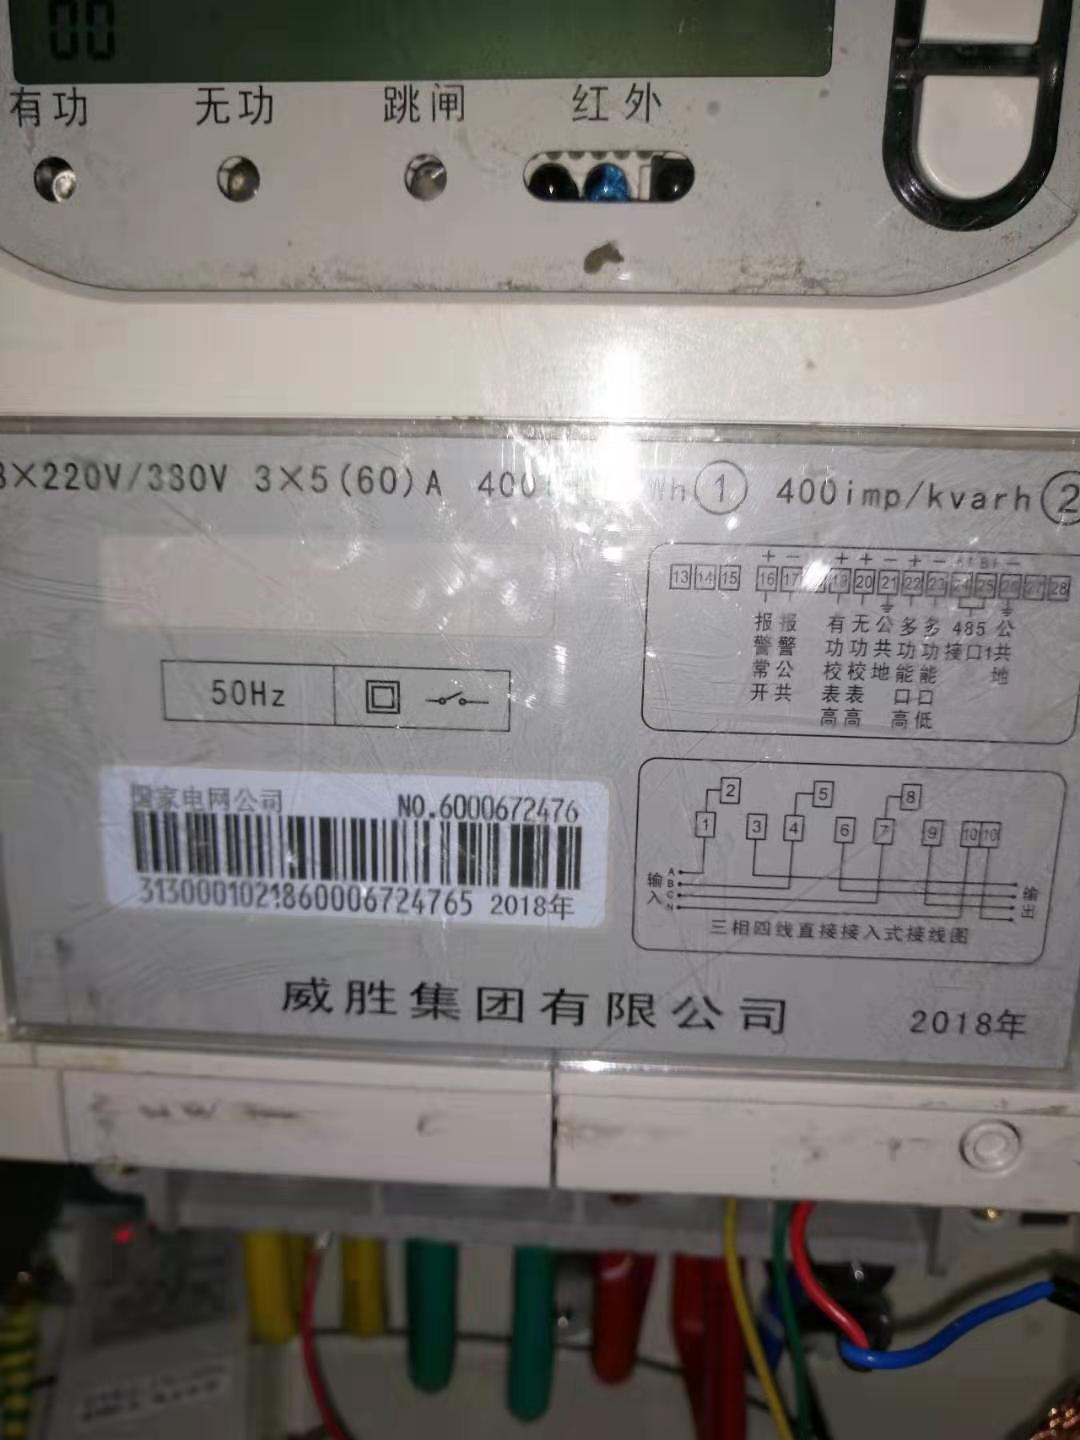 00
有功 无功 跳闸 红外
3×220V/380V 3×5(60)A 400 Wh① 400imp/kvarh②
+ - + + - + -
13 14 15 16 17 19 20 21 22 23 24 25 26 27 28
报警常开 报警公共 有功校表高 无功校表高 公共地 多功能口高 多功能口低 485接口1 公共地
50Hz
国家电网公司 NO.6000672476
2 5 8
1 3 4 6 7 9 10 10
输入 A B C N 输出
三相四线直接接入式接线图
2018年
威胜集团有限公司 2018年